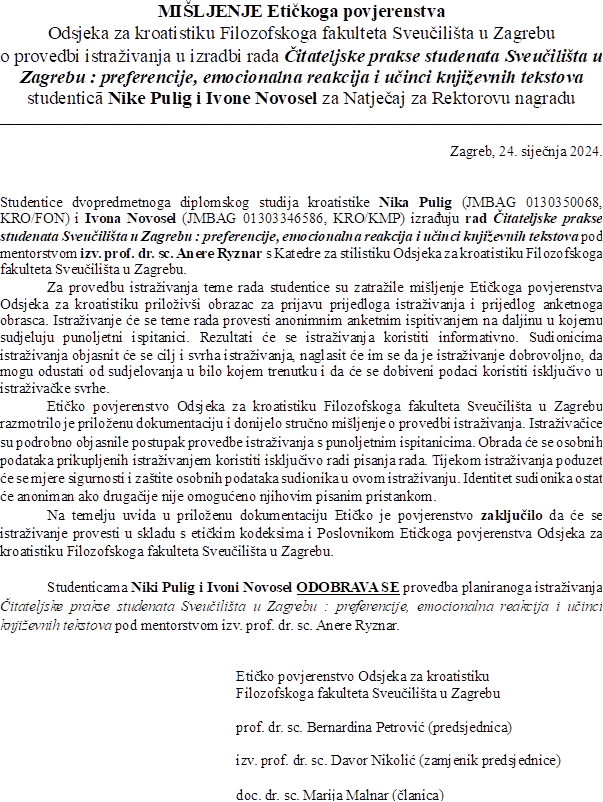 MIŠLJENJE Etičkoga povjerenstva
Odsjeka za kroatistiku Filozofskoga fakulteta Sveučilišta u Zagrebu
o provedbi istraživanja u izradbi rada Čitateljske prakse studenata Sveučilišta u
Zagrebu : preferencije, emocionalna reakcija i učinci književnih tekstova
studenticā Nike Pulig i Ivone Novosel za Natječaj za Rektorovu nagradu
Zagreb, 24. siječnja 2024.
Studentice dvopredmetnoga diplomskog studija kroatistike Nika Pulig (JMBAG 0130350068,
KRO/FON) i Ivona Novosel (JMBAG 01303346586, KRO/KMP) izrađuju rad Čitateljske prakse
studenata Sveučilišta u Zagrebu : preferencije, emocionalna reakcija i učinci književnih tekstova pod
mentorstvom izv. prof. dr. sc. Anere Ryznar s Katedre za stilistiku Odsjeka za kroatistiku Filozofskoga
fakulteta Sveučilišta u Zagrebu.
Za provedbu istraživanja teme rada studentice su zatražile mišljenje Etičkoga povjerenstva
Odsjeka za kroatistiku priloživši obrazac za prijavu prijedloga istraživanja i prijedlog anketnoga
obrasca. Istraživanje će se teme rada provesti anonimnim anketnim ispitivanjem na daljinu u kojemu
sudjeluju punoljetni ispitanici. Rezultati će se istraživanja koristiti informativno. Sudionicima
istraživanja objasnit će se cilj i svrha istraživanja, naglasit će im se da je istraživanje dobrovoljno, da
mogu odustati od sudjelovanja u bilo kojem trenutku i da će se dobiveni podaci koristiti isključivo u
istraživačke svrhe.
Etičko povjerenstvo Odsjeka za kroatistiku Filozofskoga fakulteta Sveučilišta u Zagrebu
razmotrilo je priloženu dokumentaciju i donijelo stručno mišljenje o provedbi istraživanja. Istraživačice
su podrobno objasnile postupak provedbe istraživanja s punoljetnim ispitanicima. Obrada će se osobnih
podataka prikupljenih istraživanjem koristiti isključivo radi pisanja rada. Tijekom istraživanja poduzet
će se mjere sigurnosti i zaštite osobnih podataka sudionika u ovom istraživanju. Identitet sudionika ostat
će anoniman ako drugačije nije omogućeno njihovim pisanim pristankom.
Na temelju uvida u priloženu dokumentaciju Etičko je povjerenstvo zaključilo da će se
istraživanje provesti u skladu s etičkim kodeksima i Poslovnikom Etičkoga povjerenstva Odsjeka za
kroatistiku Filozofskoga fakulteta Sveučilišta u Zagrebu.
Studenticama Niki Pulig i Ivoni Novosel ODOBRAVA SE provedba planiranoga istraživanja
Čitateljske prakse studenata Sveučilišta u Zagrebu : preferencije, emocionalna reakcija i učinci
književnih tekstova pod mentorstvom izv. prof. dr. sc. Anere Ryznar.
Etičko povjerenstvo Odsjeka za kroatistiku
Filozofskoga fakulteta Sveučilišta u Zagrebu
prof. dr. sc. Bernardina Petrović (predsjednica)
izv. prof. dr. sc. Davor Nikolić (zamjenik predsjednice)
doc. dr. sc. Marija Malnar (članica)